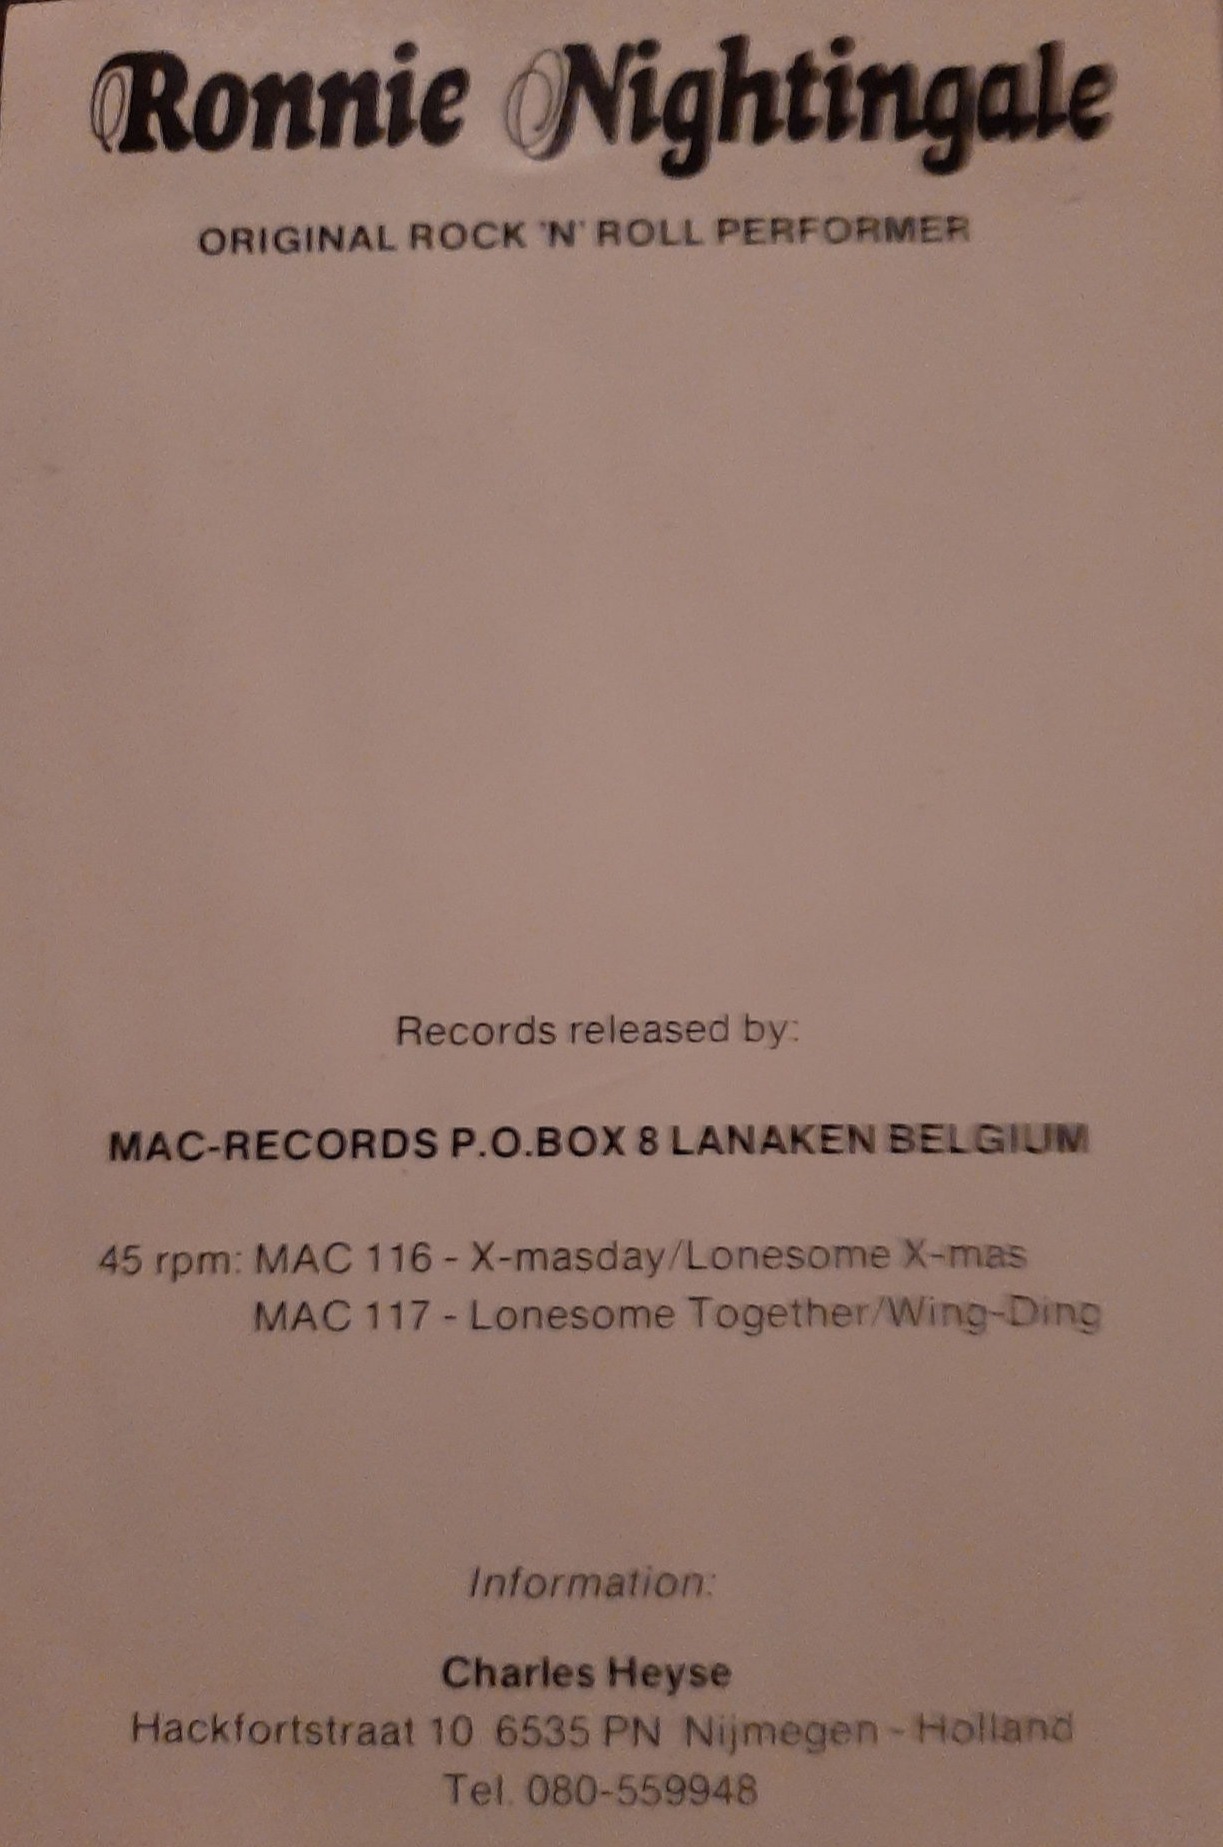 Ronnie Nightingale
ORIGINAL ROCK 'N' ROLL PERFORMER
Records released by:
MAC-RECORDS P.O.BOX 8 LANAKEN BELGIUM
45 rpm: MAC 116 - X-masday/Lonesome X-mas
MAC 117 - Lonesome Together/Wing-Ding
Information:
Charles Heyse
Hackfortstraat 10 6535 PN Nijmegen - Holland
Tel. 080-559948